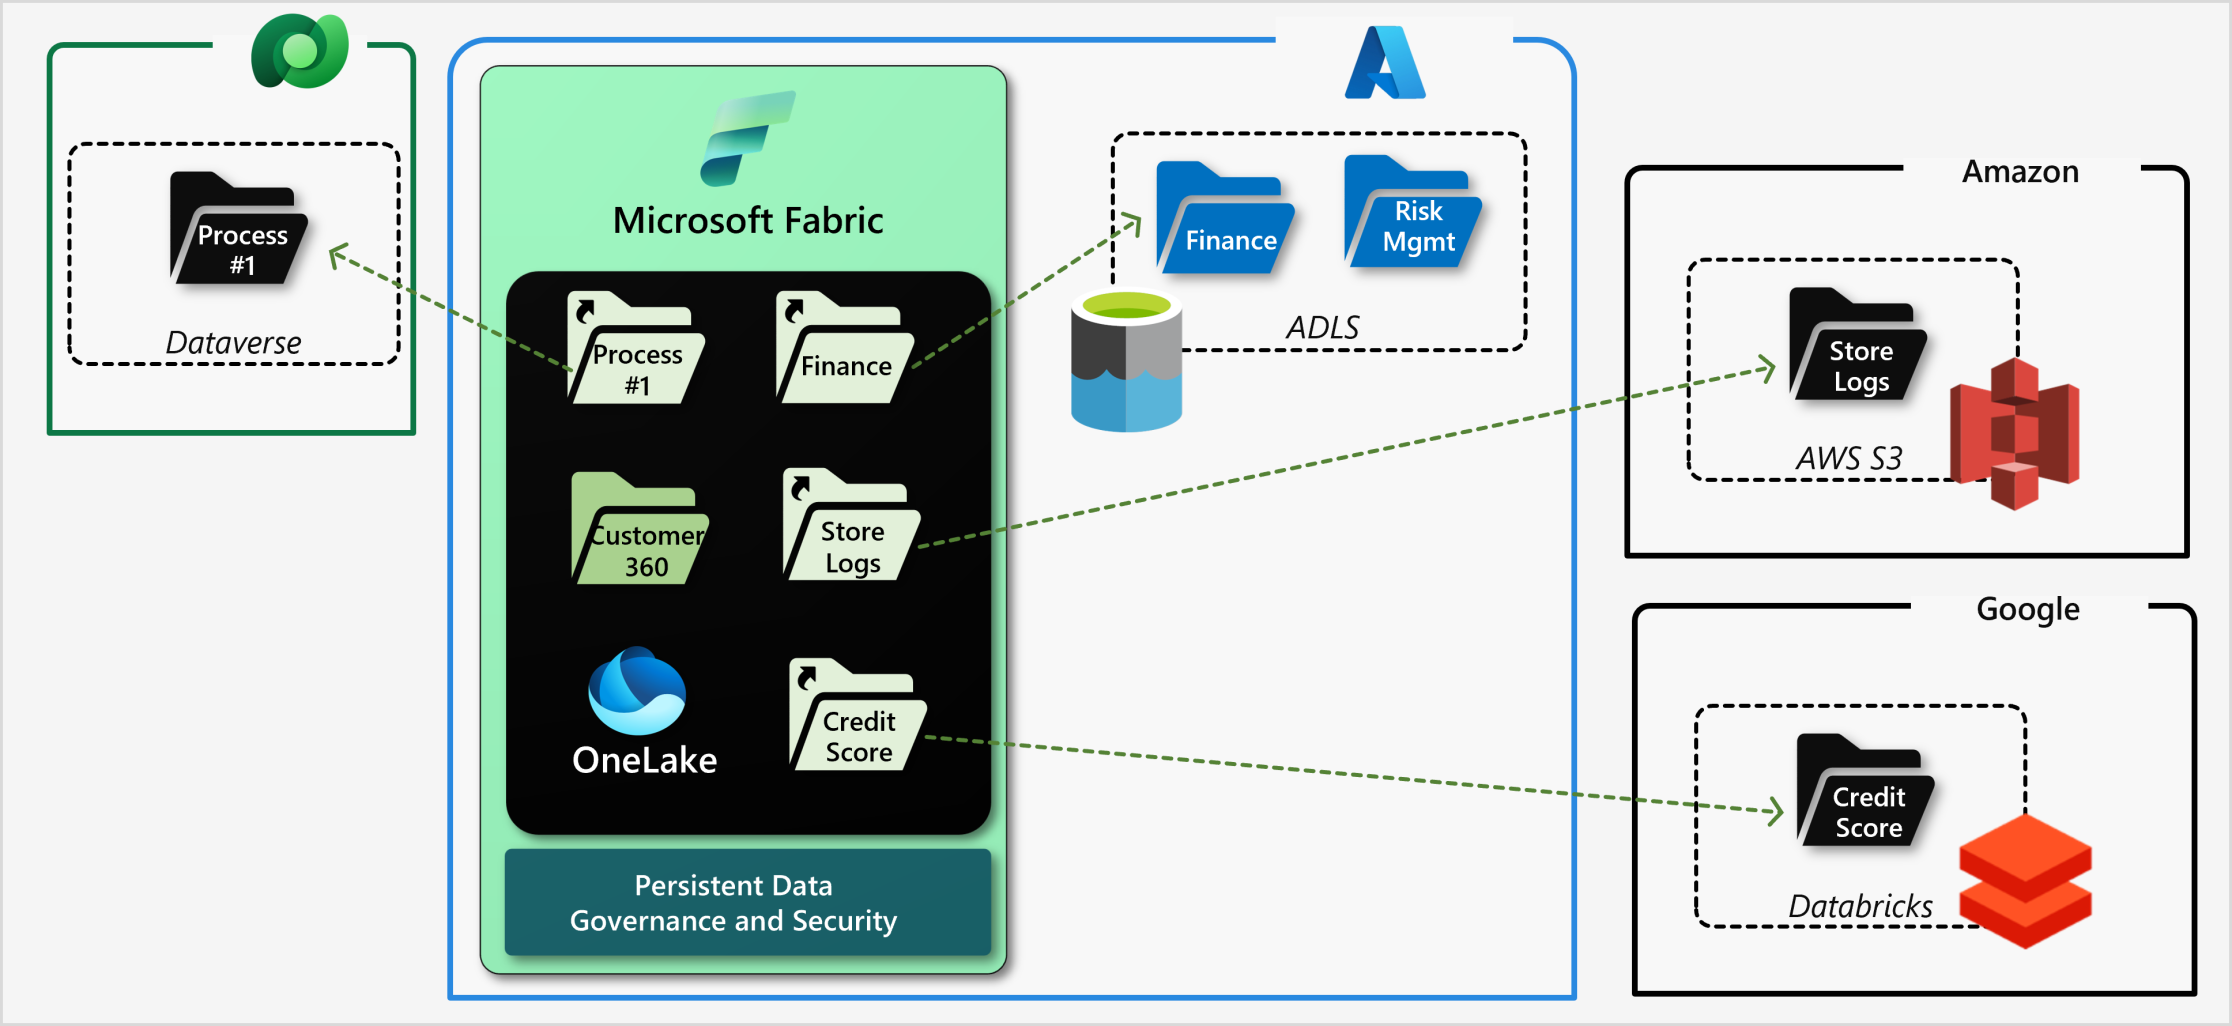 Process
#1
Dataverse
Microsoft Fabric
Process
#1
Finance
Customer
360
Store
Logs
OneLake
Credit
Score
Persistent Data
Governance and Security
Finance
Risk
Mgmt
ADLS
Amazon
Store
Logs
AWS S3
Google
Credit
Score
Databricks